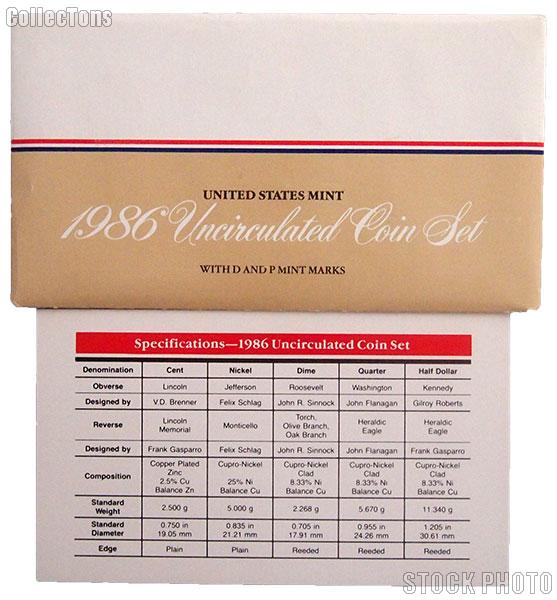 COLLECTONS
UNITED STATES MINT
1986 Uncirculated Coin Set
WITH D AND P MINT MARKS
Specifications—1986 Uncirculated Coin Set
Denomination Cent Nickel Dime Quarter Half Dollar
Obverse Lincoln Jefferson Roosevelt Washington Kennedy
Designed by V.D. Brenner Felix Schlag John R. Sinnock John Flanagan Gilroy Roberts
Reverse Lincoln Memorial Monticello Torch, Olive Branch, Oak Branch Heraldic Eagle Heraldic Eagle
Designed by Frank Gasparro Felix Schlag John R. Sinnock John Flanagan Frank Gasparro
Composition Copper Plated Zinc 2.5% Cu Balance Zn Cupro-Nickel 25% Ni Balance Cu Cupro-Nickel Clad 8.33% Ni Balance Cu Cupro-Nickel Clad 8.33% Ni Balance Cu Cupro-Nickel Clad 8.33% Ni Balance Cu
Standard Weight 2.500 g 5.000 g 2.268 g 5.670 g 11.340 g
Standard Diameter 0.750 in 19.05 mm 0.835 in 21.21 mm 0.705 in 17.91 mm 0.955 in 24.26 mm 1.205 in 30.61 mm
Edge Plain Plain Reeded Reeded Reeded
STOCK PHOTO